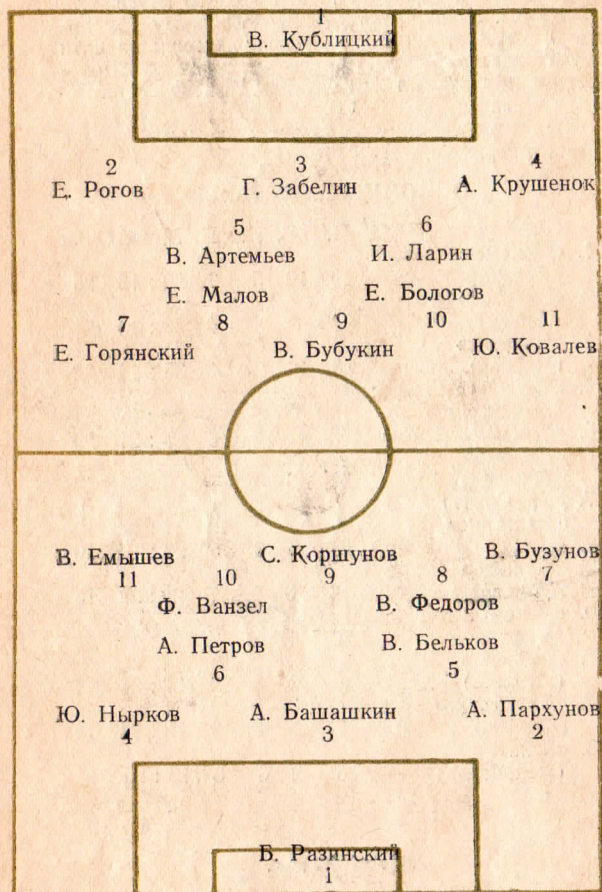 1
В. Кублицкий
2 3 4
Е. Рогов Г. Забелин А. Крушенок
5 6
В. Артемьев И. Ларин
Е. Малов Е. Бологов
7 8 9 10 11
Е. Горянский В. Бубукин Ю. Ковалев
В. Емышев С. Коршунов В. Бузунов
11 10 9 8 7
Ф. Ванзел В. Федоров
А. Петров В. Бельков
6 5
Ю. Нырков А. Башашкин А. Пархунов
4 3 2
Б. Разинский
1